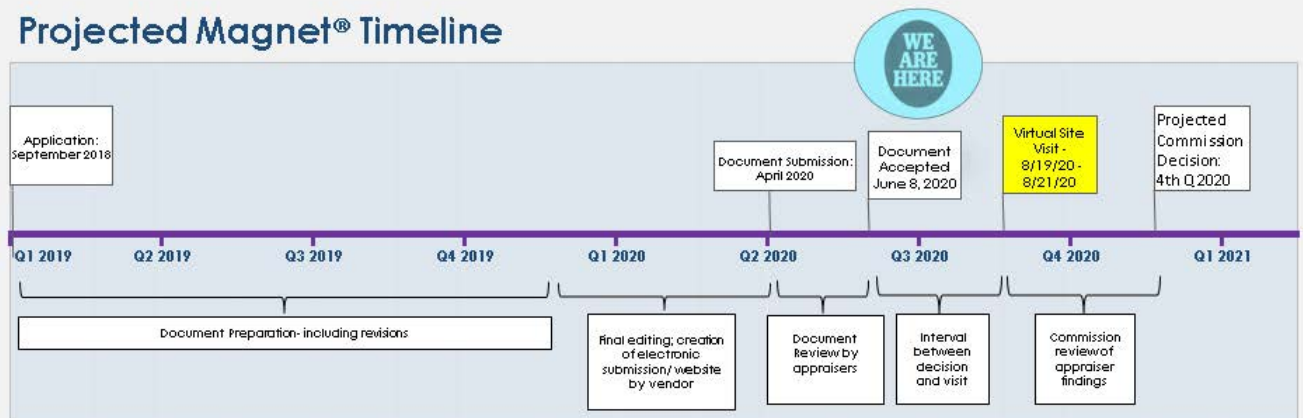 Projected Magnet® Timeline
WE
ARE
HERE
Application:
September 2018
Document Submission:
April 2020
Document
Accepted
June 8, 2020
Virtual Site
Visit -
8/19/20 -
8/21/20
Projected
Commission
Decision:
4th Q 2020
Q1 2019
Q2 2019
Q3 2019
Q4 2019
Q1 2020
Q2 2020
Q3 2020
Q4 2020
Q1 2021
Document Preparation- including revisions
Final editing; creation
of electronic
submission/ website
by vendor
Document
Review by
appraisers
Interval
between
decision
and visit
Commission
review of
appraiser
findings